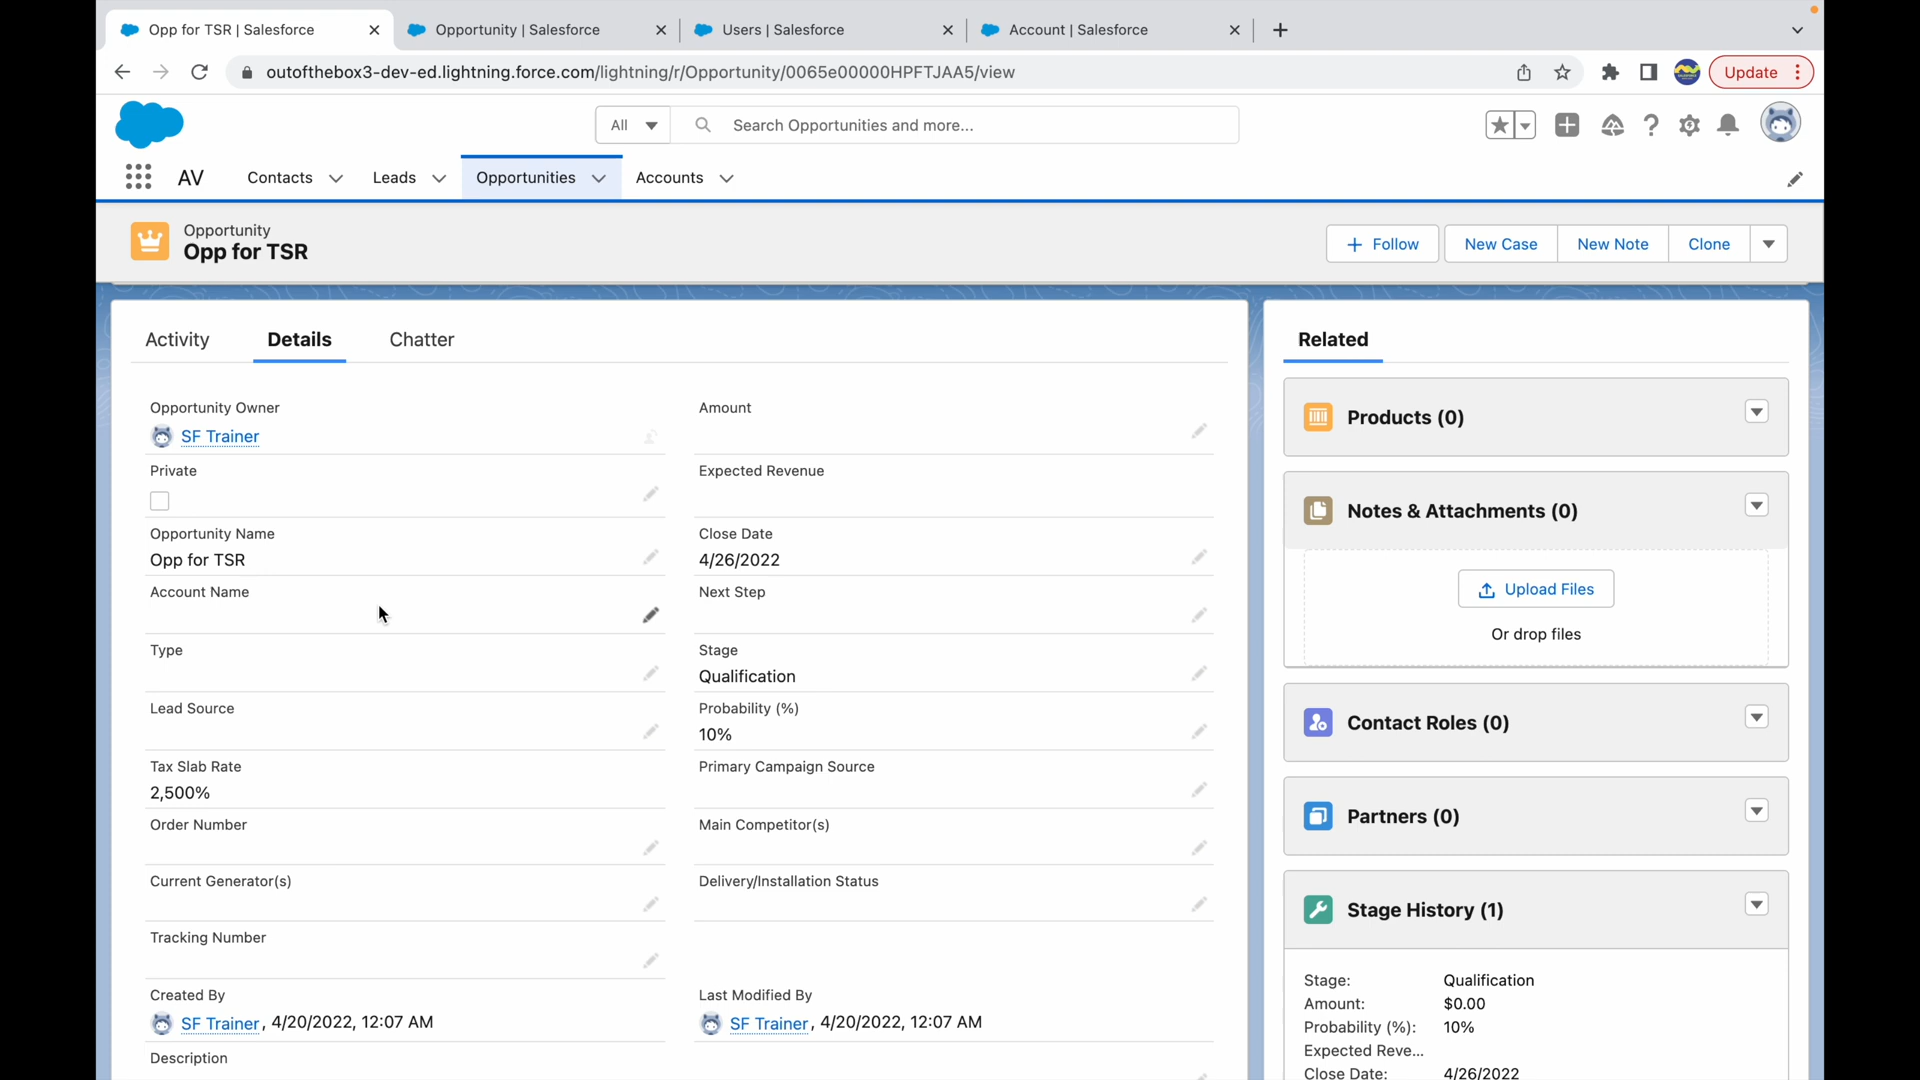 Opp for TSR | Salesforce
Opportunity | Salesforce
Users | Salesforce
Account | Salesforce
outofthebox3-dev-ed.lightning.force.com/lightning/r/Opportunity/0065e00000HPFTJAA5/view
Update
All
Search Opportunities and more...
AV
Contacts
Leads
Opportunities
Accounts
Opportunity
Opp for TSR
Follow
New Case
New Note
Clone
Activity
Details
Chatter
Opportunity Owner
SF Trainer
Amount
Private
Expected Revenue
Opportunity Name
Opp for TSR
Close Date
4/26/2022
Account Name
Next Step
Type
Stage
Qualification
Lead Source
Probability (%)
10%
Tax Slab Rate
2,500%
Primary Campaign Source
Order Number
Main Competitor(s)
Current Generator(s)
Delivery/Installation Status
Tracking Number
Created By
SF Trainer, 4/20/2022, 12:07 AM
Last Modified By
SF Trainer, 4/20/2022, 12:07 AM
Description
Related
Products (0)
Notes & Attachments (0)
Upload Files
Or drop files
Contact Roles (0)
Partners (0)
Stage History (1)
Stage: Qualification
Amount: $0.00
Probability (%): 10%
Expected Reve...
Close Date: 4/26/2022